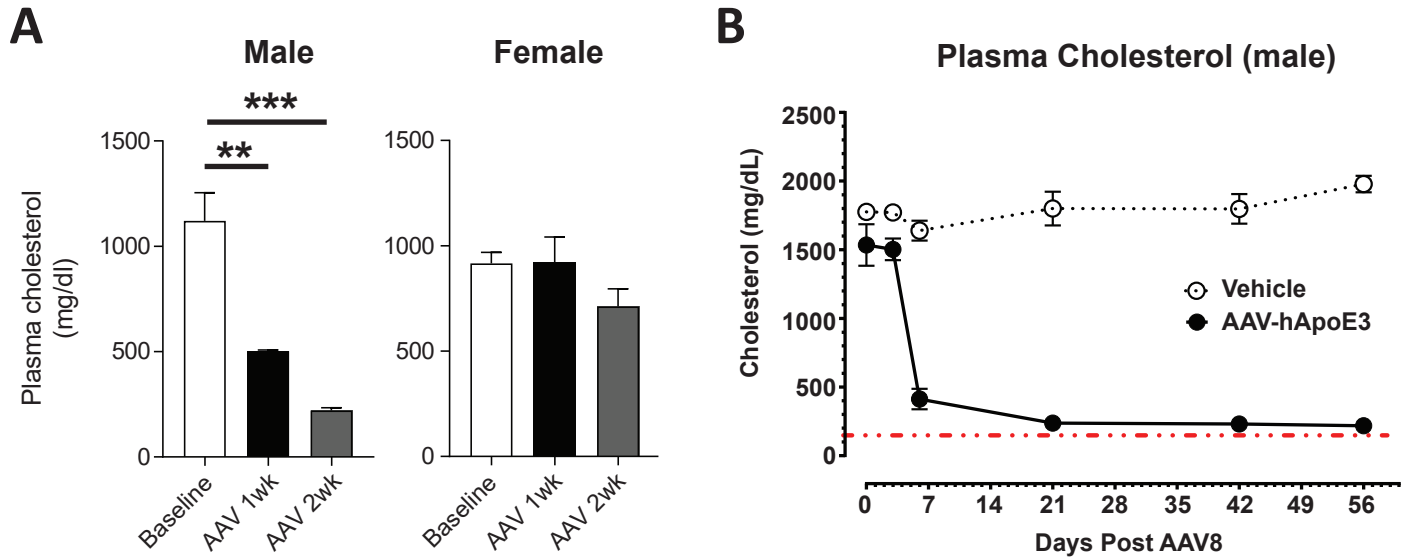 A
Male
Female
***
**
Plasma cholesterol
(mg/dl)
1500
1000
500
0
Baseline
AAV 1wk
AAV 2wk
1500
1000
500
0
Baseline
AAV 1wk
AAV 2wk
B
Plasma Cholesterol (male)
Cholesterol (mg/dL)
2500
2000
1500
1000
500
0
Vehicle
AAV-hApoE3
0 7 14 21 28 35 42 49 56
Days Post AAV8